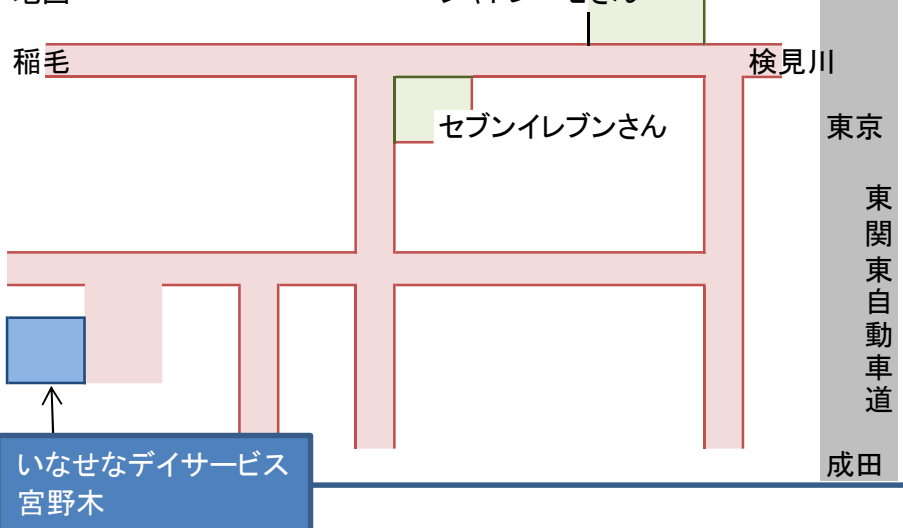 稲毛
検見川
セブンイレブンさん
東京
東関東自動車道
成田
いなせなデイサービス
宮野木